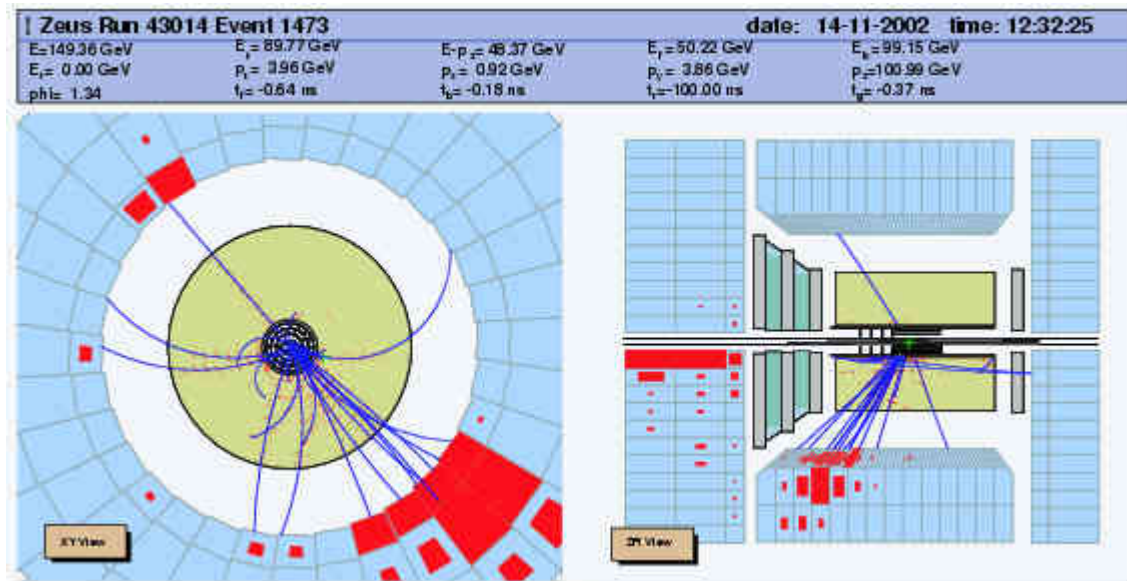 Zeus Run 43014 Event 1473 date: 14-11-2002 time: 12:32:25
E=149.36 GeV E_t= 89.77 GeV E-p_z= 48.37 GeV E_f= 50.22 GeV E_b= 99.15 GeV
E_r= 0.00 GeV p_t= 3.96 GeV p_x= 0.92 GeV p_y= 3.86 GeV p_z=100.99 GeV
phi= 1.34 t_f= -0.64 ns t_b= -0.18 ns t_r=-100.00 ns t_g= -0.37 ns
XY View ZR View